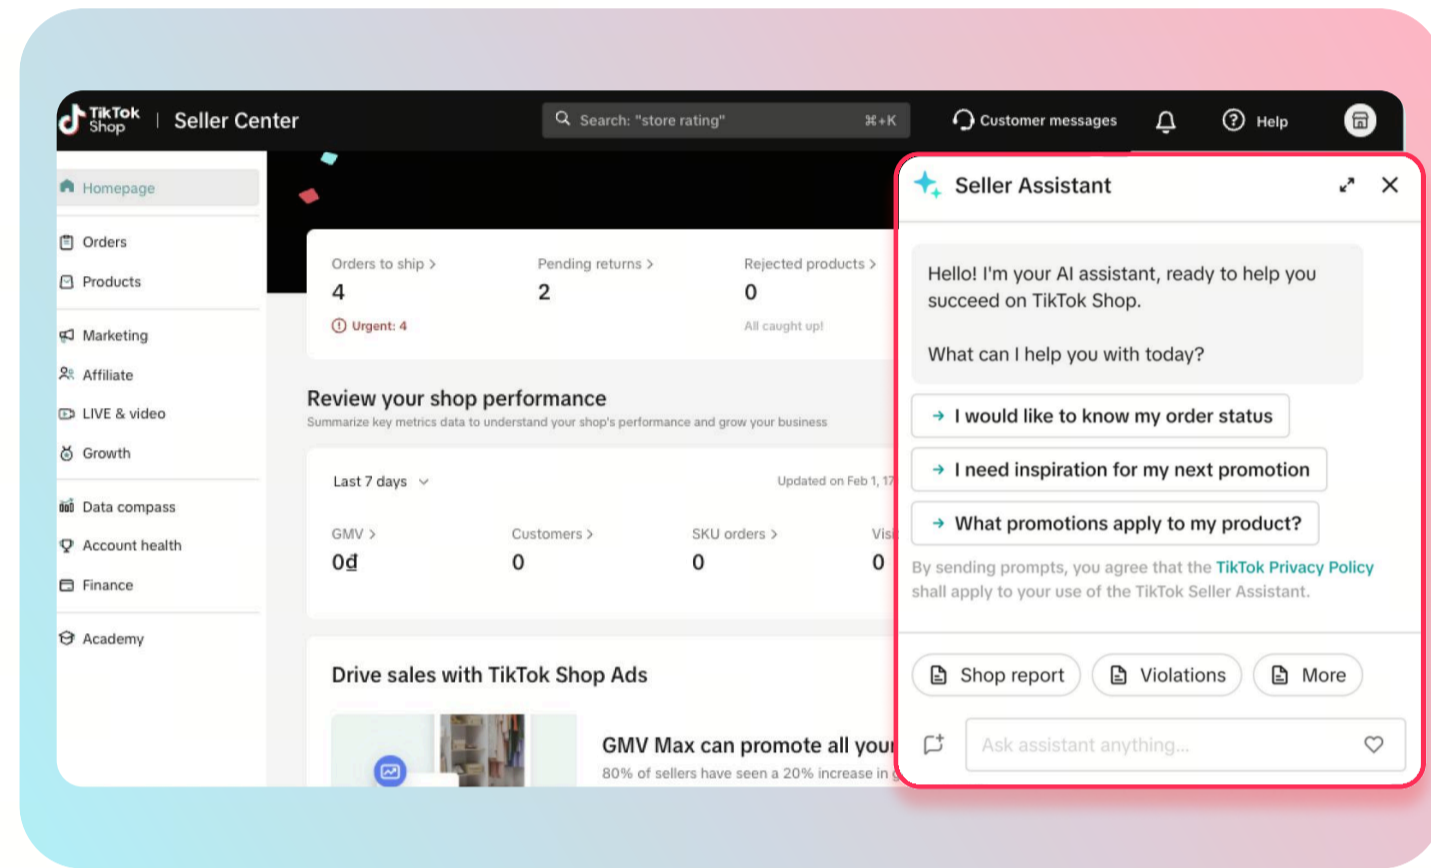 TikTok
Shop
Seller Center
Search: "store rating"
⌘+K
Customer messages
Help
Homepage
Orders
Products
Marketing
Affiliate
LIVE & video
Growth
Data compass
Account health
Finance
Academy
Orders to ship >
4
Urgent: 4
Pending returns >
2
Rejected products >
0
All caught up!
Review your shop performance
Summarize key metrics data to understand your shop's performance and grow your business
Last 7 days
Updated on Feb 1, 17
GMV >
0₫
Customers >
0
SKU orders >
0
Visi
0
Drive sales with TikTok Shop Ads
GMV Max can promote all your
80% of sellers have seen a 20% increase in
Seller Assistant
Hello! I'm your AI assistant, ready to help you
succeed on TikTok Shop.
What can I help you with today?
→ I would like to know my order status
→ I need inspiration for my next promotion
→ What promotions apply to my product?
By sending prompts, you agree that the TikTok Privacy Policy
shall apply to your use of the TikTok Seller Assistant.
Shop report
Violations
More
Ask assistant anything...